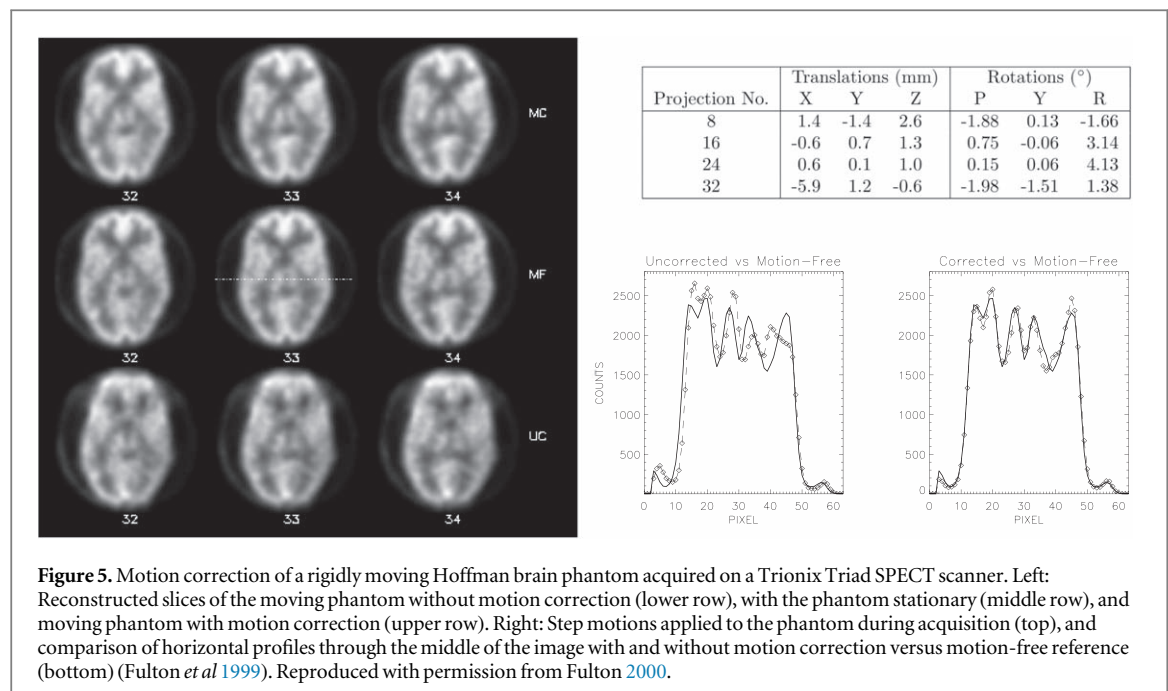 MC
32 33 34
MF
32 33 34
UC
32 33 34
Translations (mm) Rotations (°)
Projection No. X Y Z P Y R
8 1.4 -1.4 2.6 -1.88 0.13 -1.66
16 -0.6 0.7 1.3 0.75 -0.06 3.14
24 0.6 0.1 1.0 0.15 0.06 4.13
32 -5.9 1.2 -0.6 -1.98 -1.51 1.38
Uncorrected vs Motion-Free
COUNTS
2500
2000
1500
1000
500
0 10 20 30 40 50 60
PIXEL
Corrected vs Motion-Free
2500
2000
1500
1000
500
0
0 10 20 30 40 50 60
PIXEL
Figure 5. Motion correction of a rigidly moving Hoffman brain phantom acquired on a Trionix Triad SPECT scanner. Left:
Reconstructed slices of the moving phantom without motion correction (lower row), with the phantom stationary (middle row), and
moving phantom with motion correction (upper row). Right: Step motions applied to the phantom during acquisition (top), and
comparison of horizontal profiles through the middle of the image with and without motion correction versus motion-free reference
(bottom) (Fulton et al 1999). Reproduced with permission from Fulton 2000.